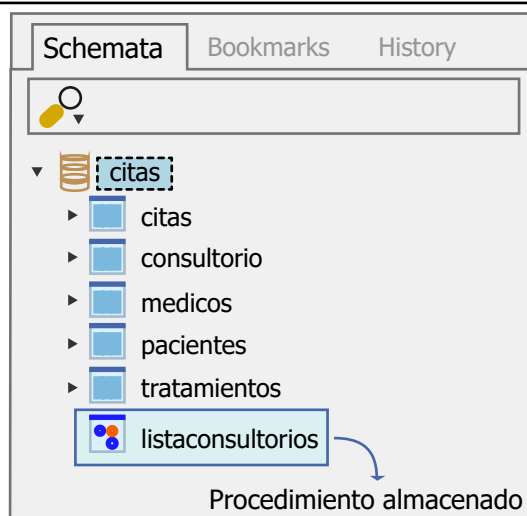 Schemata Bookmarks History
citas
citas
consultorio
medicos
pacientes
tratamientos
listaconsultorios
Procedimiento almacenado